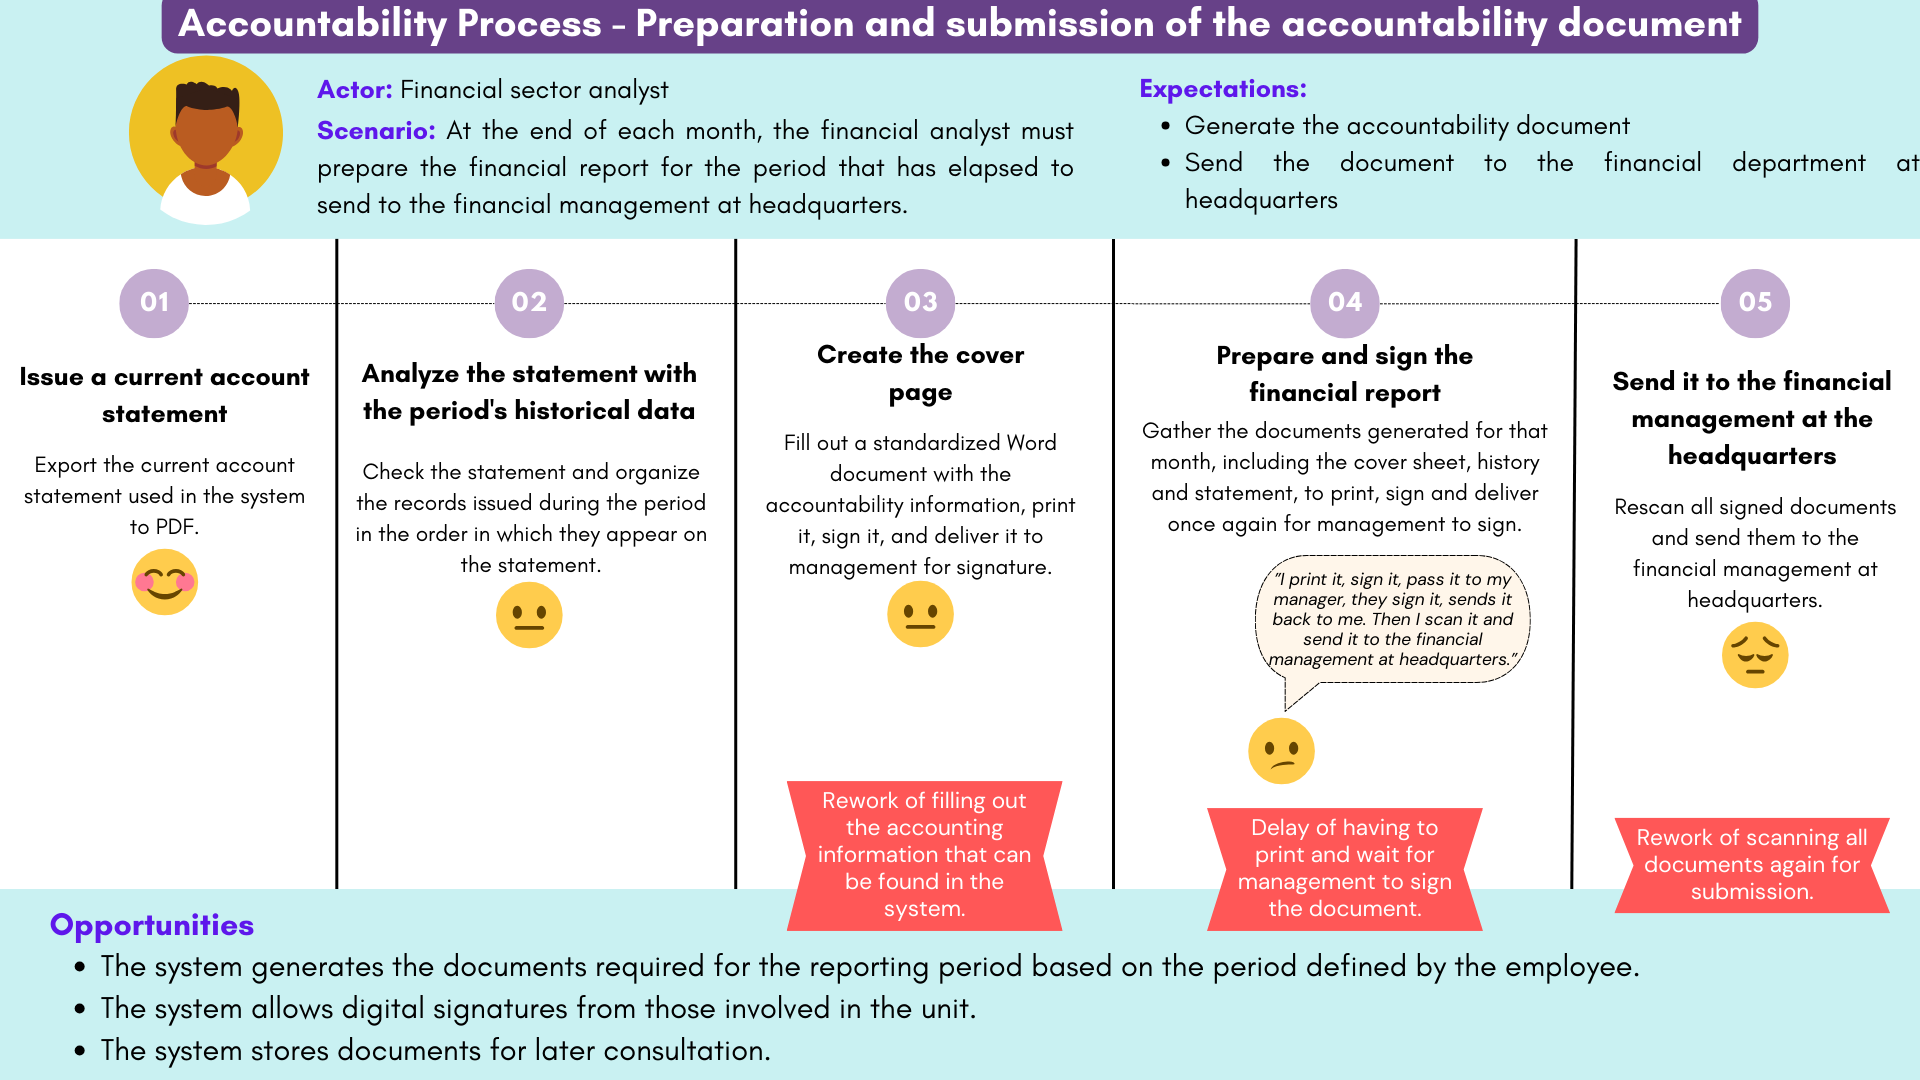 Accountability Process - Preparation and submission of the accountability document
Actor: Financial sector analyst
Scenario: At the end of each month, the financial analyst must
prepare the financial report for the period that has elapsed to
send to the financial management at headquarters.
Expectations:
• Generate the accountability document
• Send the document to the financial department at
headquarters
01
Issue a current account
statement
Export the current account
statement used in the system
to PDF.
02
Analyze the statement with
the period's historical data
Check the statement and organize
the records issued during the period
in the order in which they appear on
the statement.
03
Create the cover
page
Fill out a standardized Word
document with the
accountability information, print
it, sign it, and deliver it to
management for signature.
Rework of filling out
the accounting
information that can
be found in the
system.
04
Prepare and sign the
financial report
Gather the documents generated for that
month, including the cover sheet, history
and statement, to print, sign and deliver
once again for management to sign.
"I print it, sign it, pass it to my
manager, they sign it, sends it
back to me. Then I scan it and
send it to the financial
management at headquarters."
Delay of having to
print and wait for
management to sign
the document.
05
Send it to the financial
management at the
headquarters
Rescan all signed documents
and send them to the
financial management at
headquarters.
Rework of scanning all
documents again for
submission.
Opportunities
• The system generates the documents required for the reporting period based on the period defined by the employee.
• The system allows digital signatures from those involved in the unit.
• The system stores documents for later consultation.